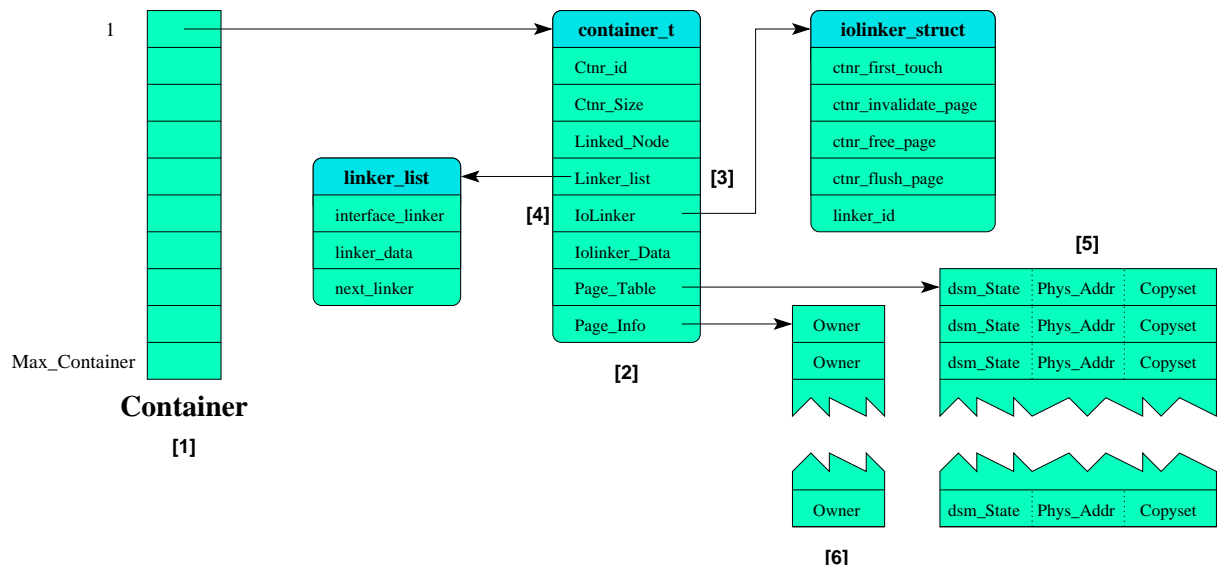 1
Max_Container
Container
[1]
linker_list
interface_linker
linker_data
next_linker
container_t
Ctnr_id
Ctnr_Size
Linked_Node
Linker_list
IoLinker
Iolinker_Data
Page_Table
Page_Info
[2]
[3]
[4]
iolinker_struct
ctnr_first_touch
ctnr_invalidate_page
ctnr_free_page
ctnr_flush_page
linker_id
[5]
dsm_State Phys_Addr Copyset
dsm_State Phys_Addr Copyset
dsm_State Phys_Addr Copyset
dsm_State Phys_Addr Copyset
Owner
Owner
Owner
[6]